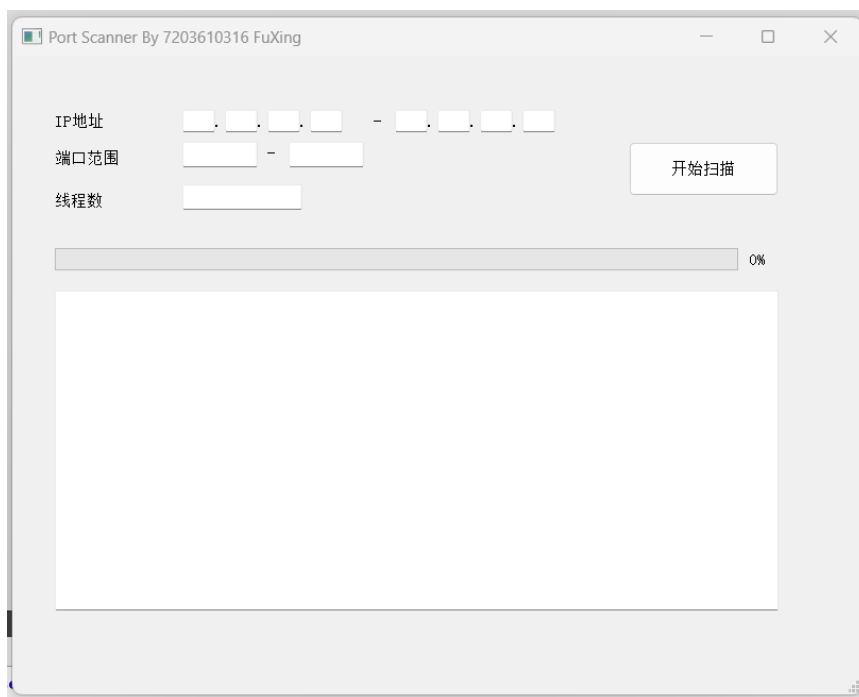 Port Scanner By 7203610316 FuXing
IP地址 . . . - . . .
端口范围 -
开始扫描
线程数
0%